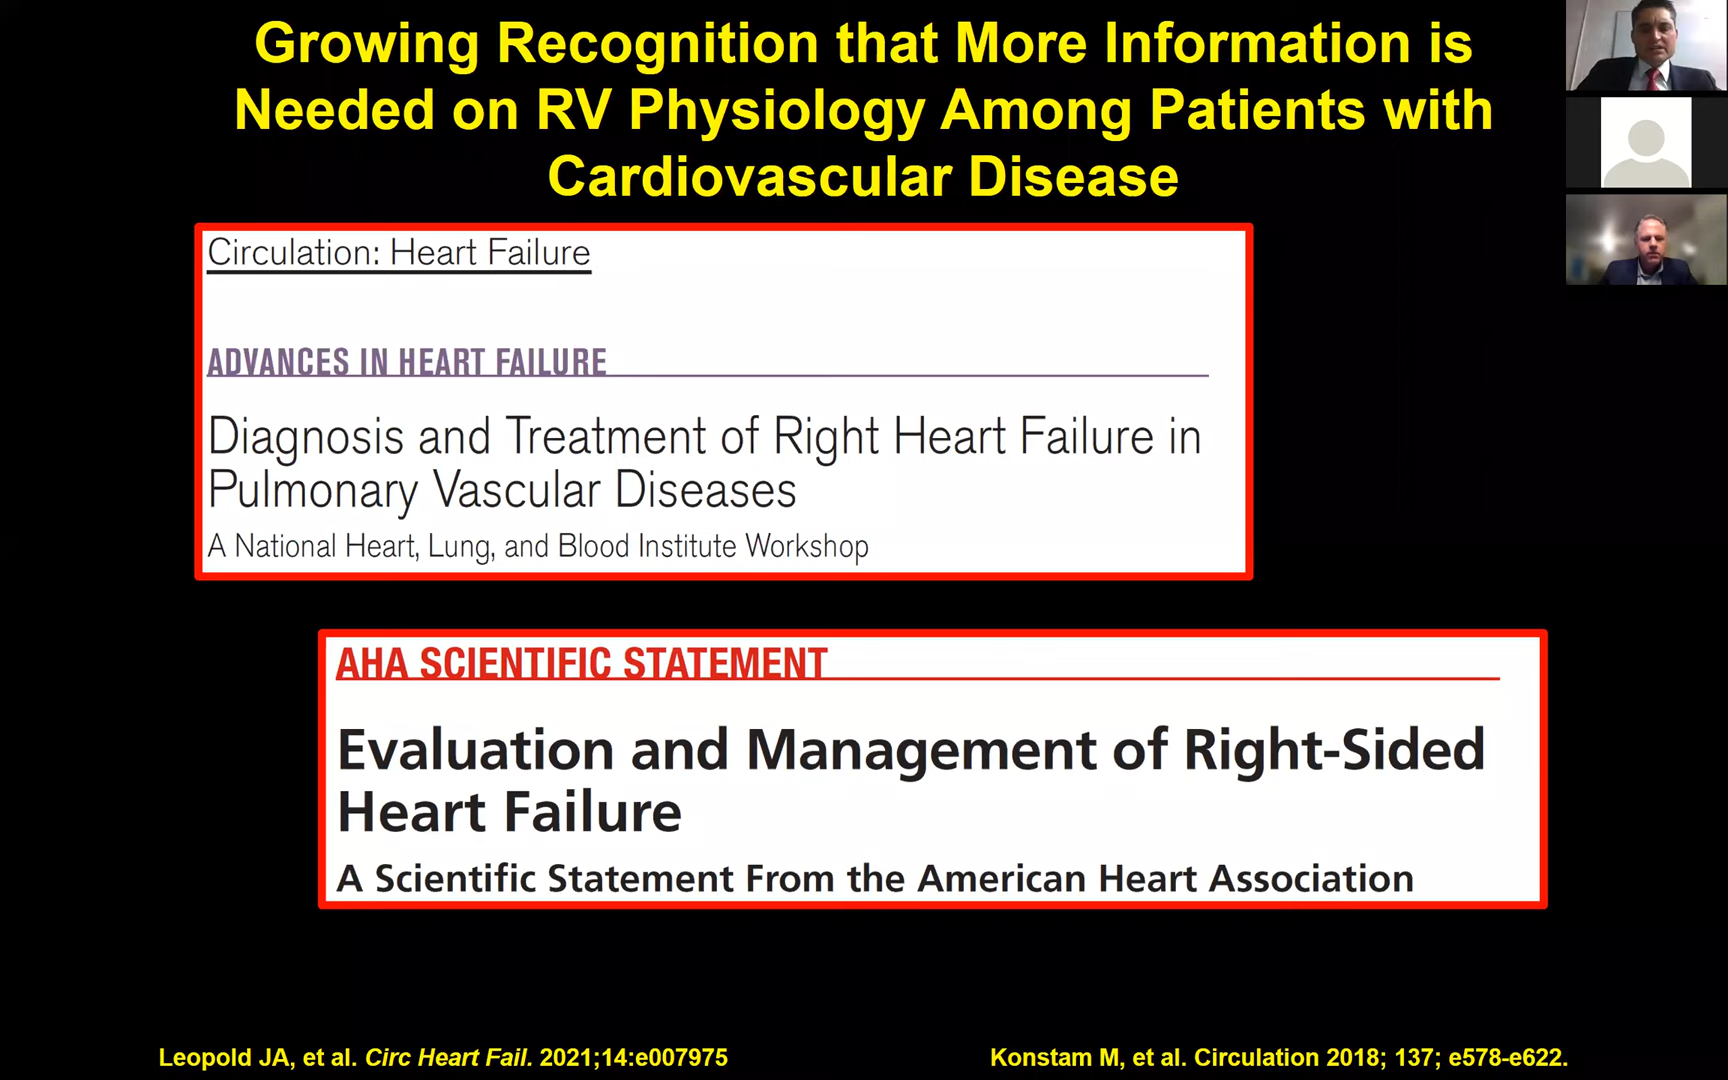 Growing Recognition that More Information is
Needed on RV Physiology Among Patients with
Cardiovascular Disease
Circulation: Heart Failure
ADVANCES IN HEART FAILURE
Diagnosis and Treatment of Right Heart Failure in
Pulmonary Vascular Diseases
A National Heart, Lung, and Blood Institute Workshop
AHA SCIENTIFIC STATEMENT
Evaluation and Management of Right-Sided
Heart Failure
A Scientific Statement From the American Heart Association
Leopold JA, et al. Circ Heart Fail. 2021;14:e007975
Konstam M, et al. Circulation 2018; 137; e578-e622.